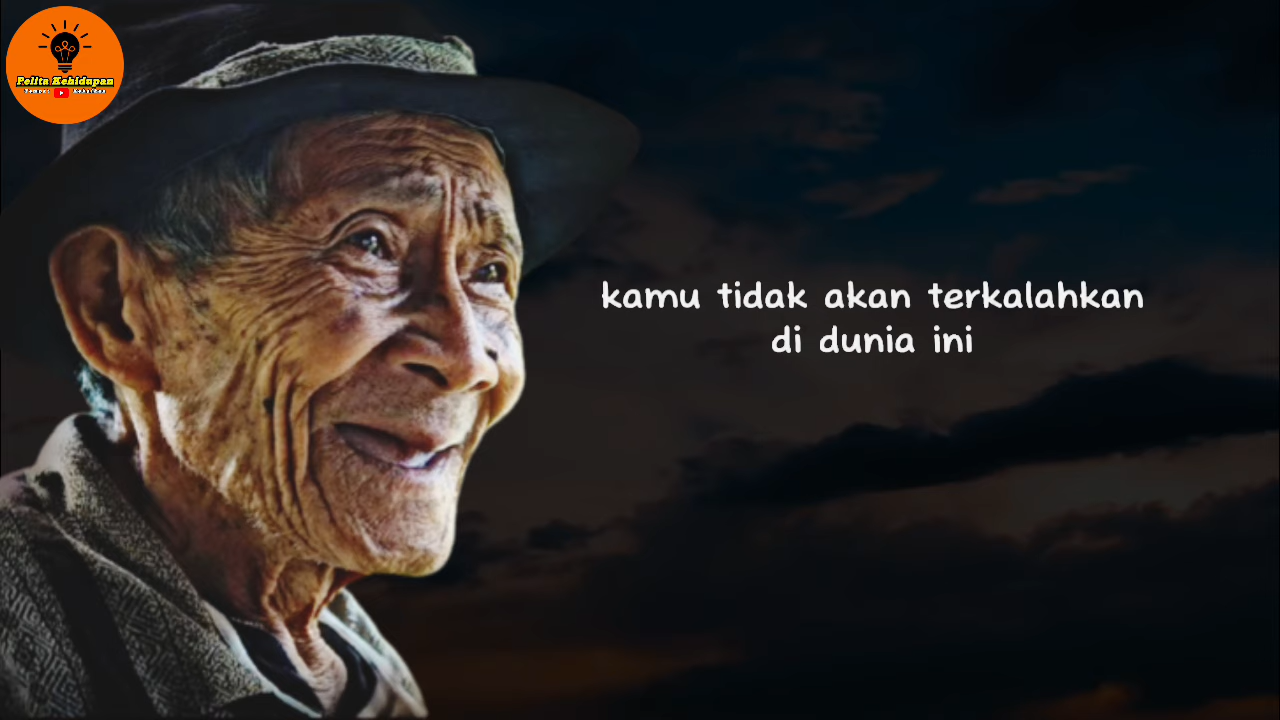 Pelita Kehidupan
kamu tidak akan terkalahkan
di dunia ini